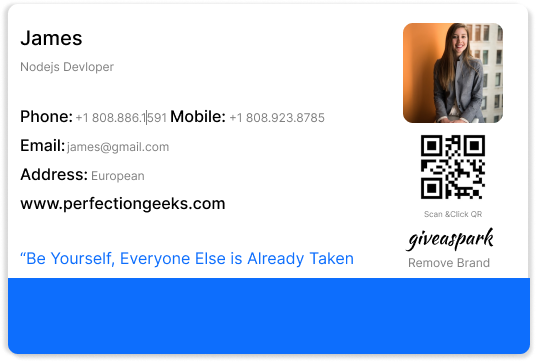 James
Nodejs Devloper
Phone: +1 808.886.1591 Mobile: +1 808.923.8785
Email: james@gmail.com
Address: European
www.perfectiongeeks.com
“Be Yourself, Everyone Else is Already Taken
Scan &Click QR
giveaspark
Remove Brand